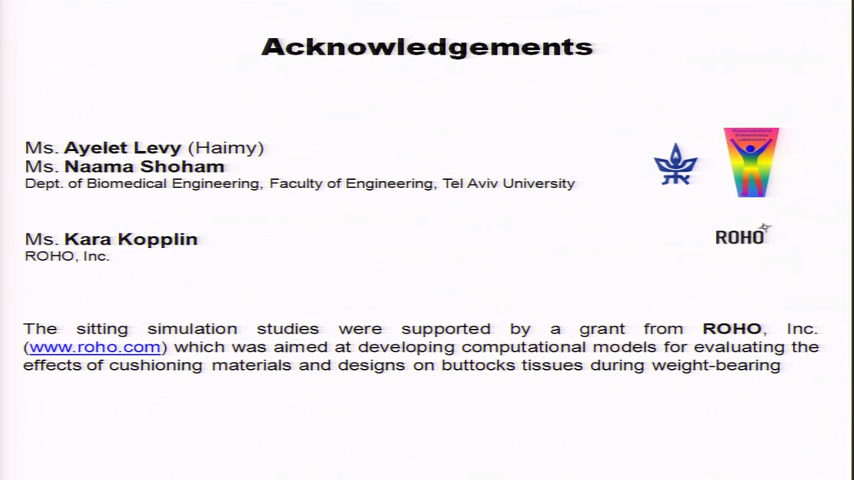 Acknowledgements
Ms. Ayelet Levy (Haimy)
Ms. Naama Shoham
Dept. of Biomedical Engineering, Faculty of Engineering, Tel Aviv University
Ms. Kara Kopplin
ROHO, Inc.
ROHO
The sitting simulation studies were supported by a grant from ROHO, Inc.
(www.roho.com) which was aimed at developing computational models for evaluating the
effects of cushioning materials and designs on buttocks tissues during weight-bearing